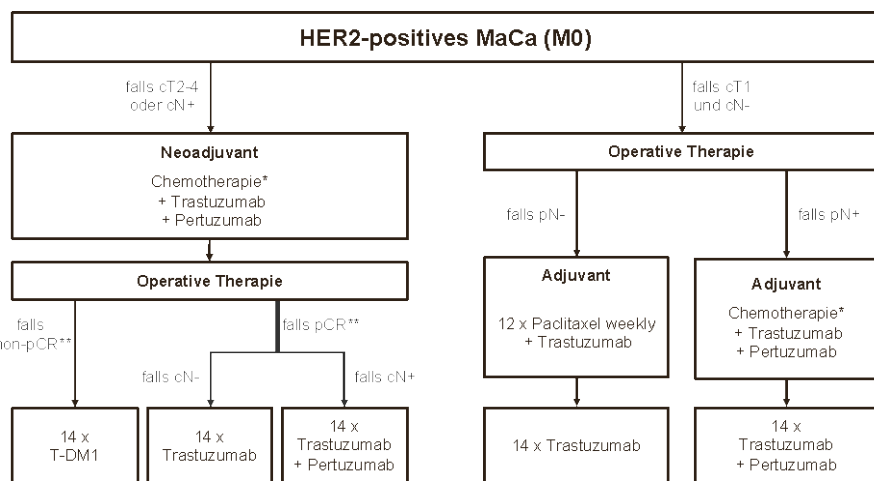 HER2-positives MaCa (M0)
falls cT2-4
oder cN+
falls cT1
und cN-
Neoadjuvant
Chemotherapie*
+ Trastuzumab
+ Pertuzumab
Operative Therapie
falls pN-
falls pN+
Operative Therapie
falls
non-pCR**
falls pCR**
falls cN-
falls cN+
Adjuvant
12 x Paclitaxel weekly
+ Trastuzumab
Adjuvant
Chemotherapie*
+ Trastuzumab
+ Pertuzumab
14 x
T-DM1
14 x
Trastuzumab
14 x
Trastuzumab
+ Pertuzumab
14 x Trastuzumab
14 x
Trastuzumab
+ Pertuzumab